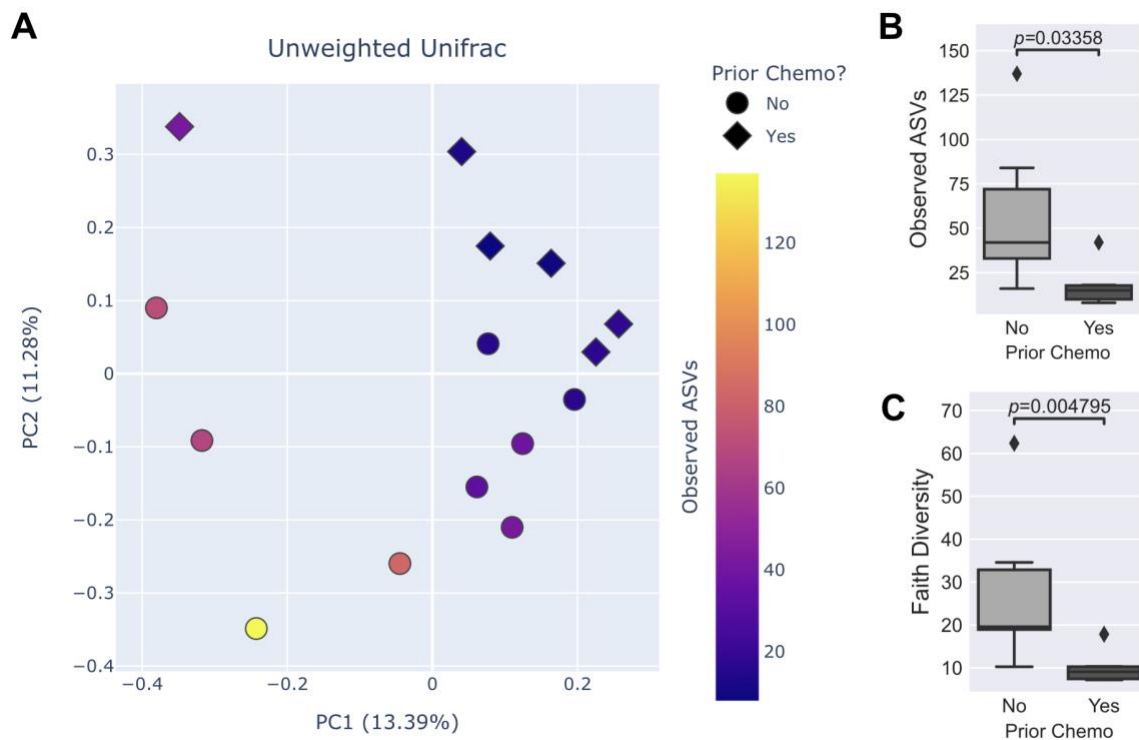 A
Unweighted Unifrac
PC2 (11.28%)
0.3
0.2
0.1
0
−0.1
−0.2
−0.3
−0.4
−0.4
−0.2
0
0.2
PC1 (13.39%)
Prior Chemo?
No
Yes
Observed ASVs
120
100
80
60
40
20
B
p=0.03358
Observed ASVs
150
125
100
75
50
25
No
Yes
Prior Chemo
C
p=0.004795
Faith Diversity
70
60
50
40
30
20
10
No
Yes
Prior Chemo